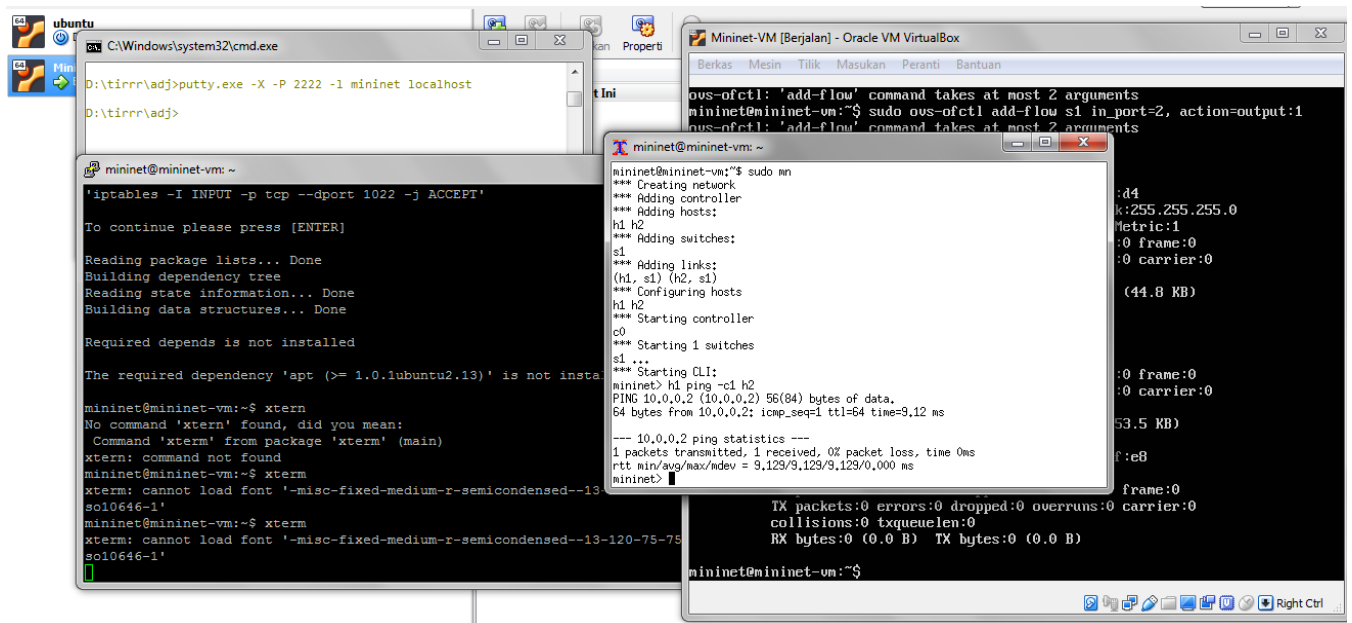 64
ubuntu
64
C:\Windows\system32\cmd.exe
D:\tirrr\adj>putty.exe -X -P 2222 -l mininet localhost
D:\tirrr\adj>
kan Properti
t Ini
mininet@mininet-vm: ~
'iptables -I INPUT -p tcp --dport 1022 -j ACCEPT'
To continue please press [ENTER]
Reading package lists... Done
Building dependency tree
Reading state information... Done
Building data structures... Done
Required depends is not installed
The required dependency 'apt (>= 1.0.1ubuntu2.13)' is not insta
mininet@mininet-vm:~$ xtern
No command 'xtern' found, did you mean:
Command 'xterm' from package 'xterm' (main)
xtern: command not found
mininet@mininet-vm:~$ xterm
xterm: cannot load font '-misc-fixed-medium-r-semicondensed--13-
so10646-1'
mininet@mininet-vm:~$ xterm
xterm: cannot load font '-misc-fixed-medium-r-semicondensed--13-120-75-75
so10646-1'
mininet@mininet-vm: ~
mininet@mininet-vm:~$ sudo mn
*** Creating network
*** Adding controller
*** Adding hosts:
h1 h2
*** Adding switches:
s1
*** Adding links:
(h1, s1) (h2, s1)
*** Configuring hosts
h1 h2
*** Starting controller
c0
*** Starting 1 switches
s1 ...
*** Starting CLI:
mininet> h1 ping -c1 h2
PING 10.0.0.2 (10.0.0.2) 56(84) bytes of data.
64 bytes from 10.0.0.2: icmp_seq=1 ttl=64 time=9.12 ms
--- 10.0.0.2 ping statistics ---
1 packets transmitted, 1 received, 0% packet loss, time 0ms
rtt min/avg/max/mdev = 9.129/9.129/9.129/0.000 ms
mininet>
Mininet-VM [Berjalan] - Oracle VM VirtualBox
Berkas Mesin Tilik Masukan Peranti Bantuan
ovs-ofctl: 'add-flow' command takes at most 2 arguments
mininet@mininet-vm:~$ sudo ovs-ofctl add-flow s1 in_port=2, action=output:1
ovs-ofctl: 'add-flow' command takes at most 2 arguments
:d4
k:255.255.255.0
Metric:1
:0 frame:0
:0 carrier:0
(44.8 KB)
:0 frame:0
:0 carrier:0
53.5 KB)
f:e8
frame:0
TX packets:0 errors:0 dropped:0 overruns:0 carrier:0
collisions:0 txqueuelen:0
RX bytes:0 (0.0 B) TX bytes:0 (0.0 B)
mininet@mininet-vm:~$
Right Ctrl